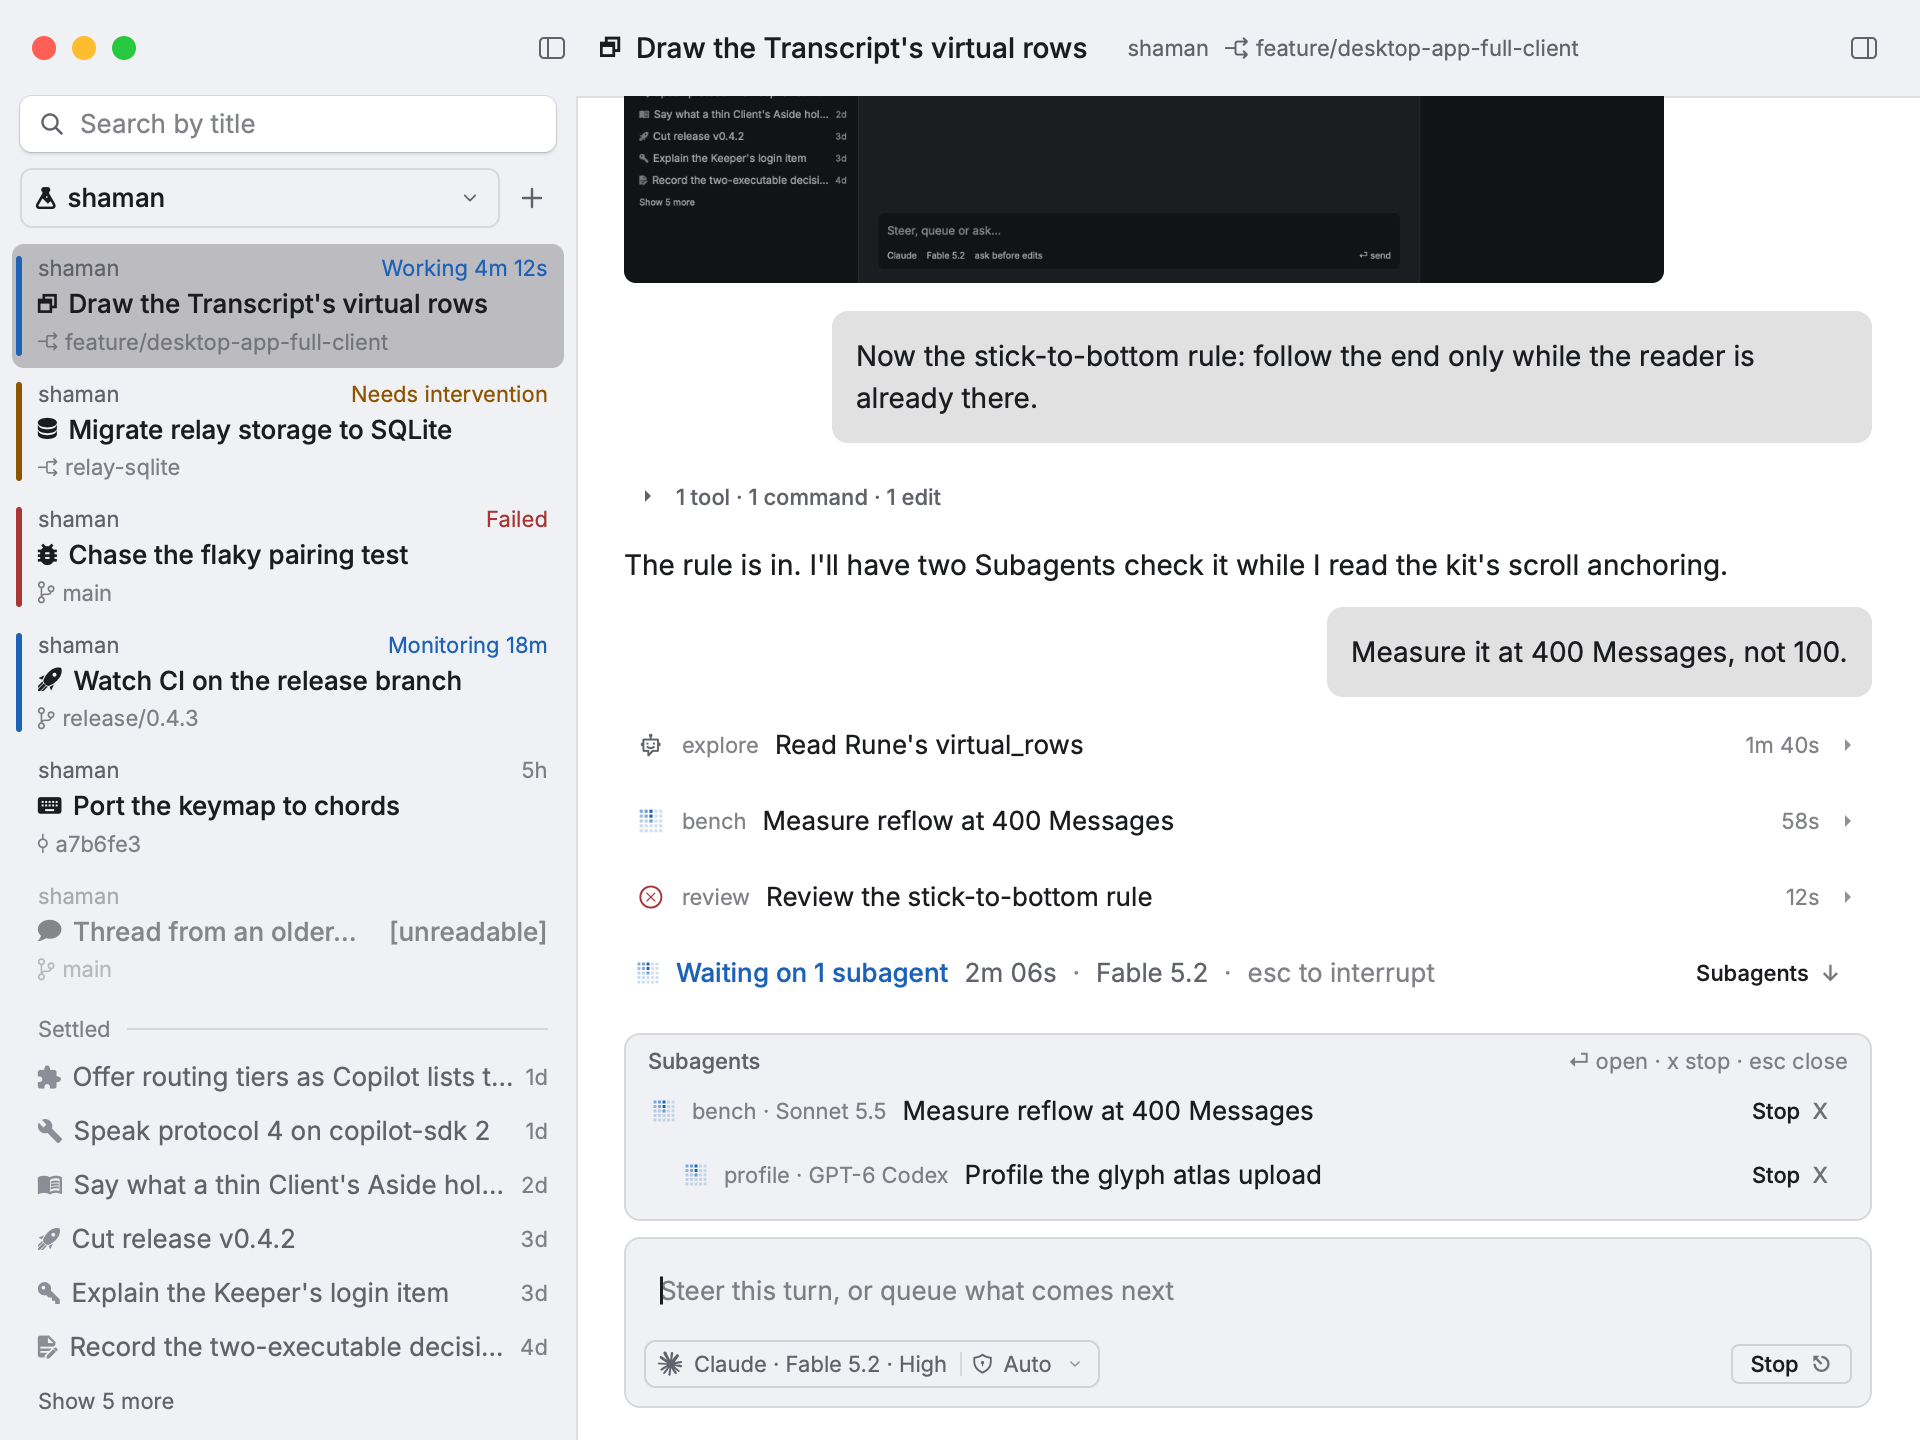 Draw the Transcript's virtual rows
shaman
feature/desktop-app-full-client
Search by title
shaman
shaman
Working 4m 12s
Draw the Transcript's virtual rows
feature/desktop-app-full-client
shaman
Needs intervention
Migrate relay storage to SQLite
relay-sqlite
shaman
Failed
Chase the flaky pairing test
main
shaman
Monitoring 18m
Watch CI on the release branch
release/0.4.3
shaman
5h
Port the keymap to chords
a7b6fe3
shaman
Thread from an older... [unreadable]
main
Settled
Offer routing tiers as Copilot lists t... 1d
Speak protocol 4 on copilot-sdk 2 1d
Say what a thin Client's Aside hol... 2d
Cut release v0.4.2 3d
Explain the Keeper's login item 3d
Record the two-executable decisi... 4d
Show 5 more
Say what a thin Client's Aside hol... 2d
Cut release v0.4.2 3d
Explain the Keeper's login item 3d
Record the two-executable decisi... 4d
Show 5 more
Steer, queue or ask...
Claude Fable 5.2 ask before edits
send
Now the stick-to-bottom rule: follow the end only while the reader is
already there.
1 tool · 1 command · 1 edit
The rule is in. I'll have two Subagents check it while I read the kit's scroll anchoring.
Measure it at 400 Messages, not 100.
explore Read Rune's virtual_rows 1m 40s
bench Measure reflow at 400 Messages 58s
review Review the stick-to-bottom rule 12s
Waiting on 1 subagent 2m 06s · Fable 5.2 · esc to interrupt
Subagents ↓
Subagents
open · x stop · esc close
bench · Sonnet 5.5 Measure reflow at 400 Messages Stop X
profile · GPT-6 Codex Profile the glyph atlas upload Stop X
Steer this turn, or queue what comes next
Claude · Fable 5.2 · High Auto
Stop